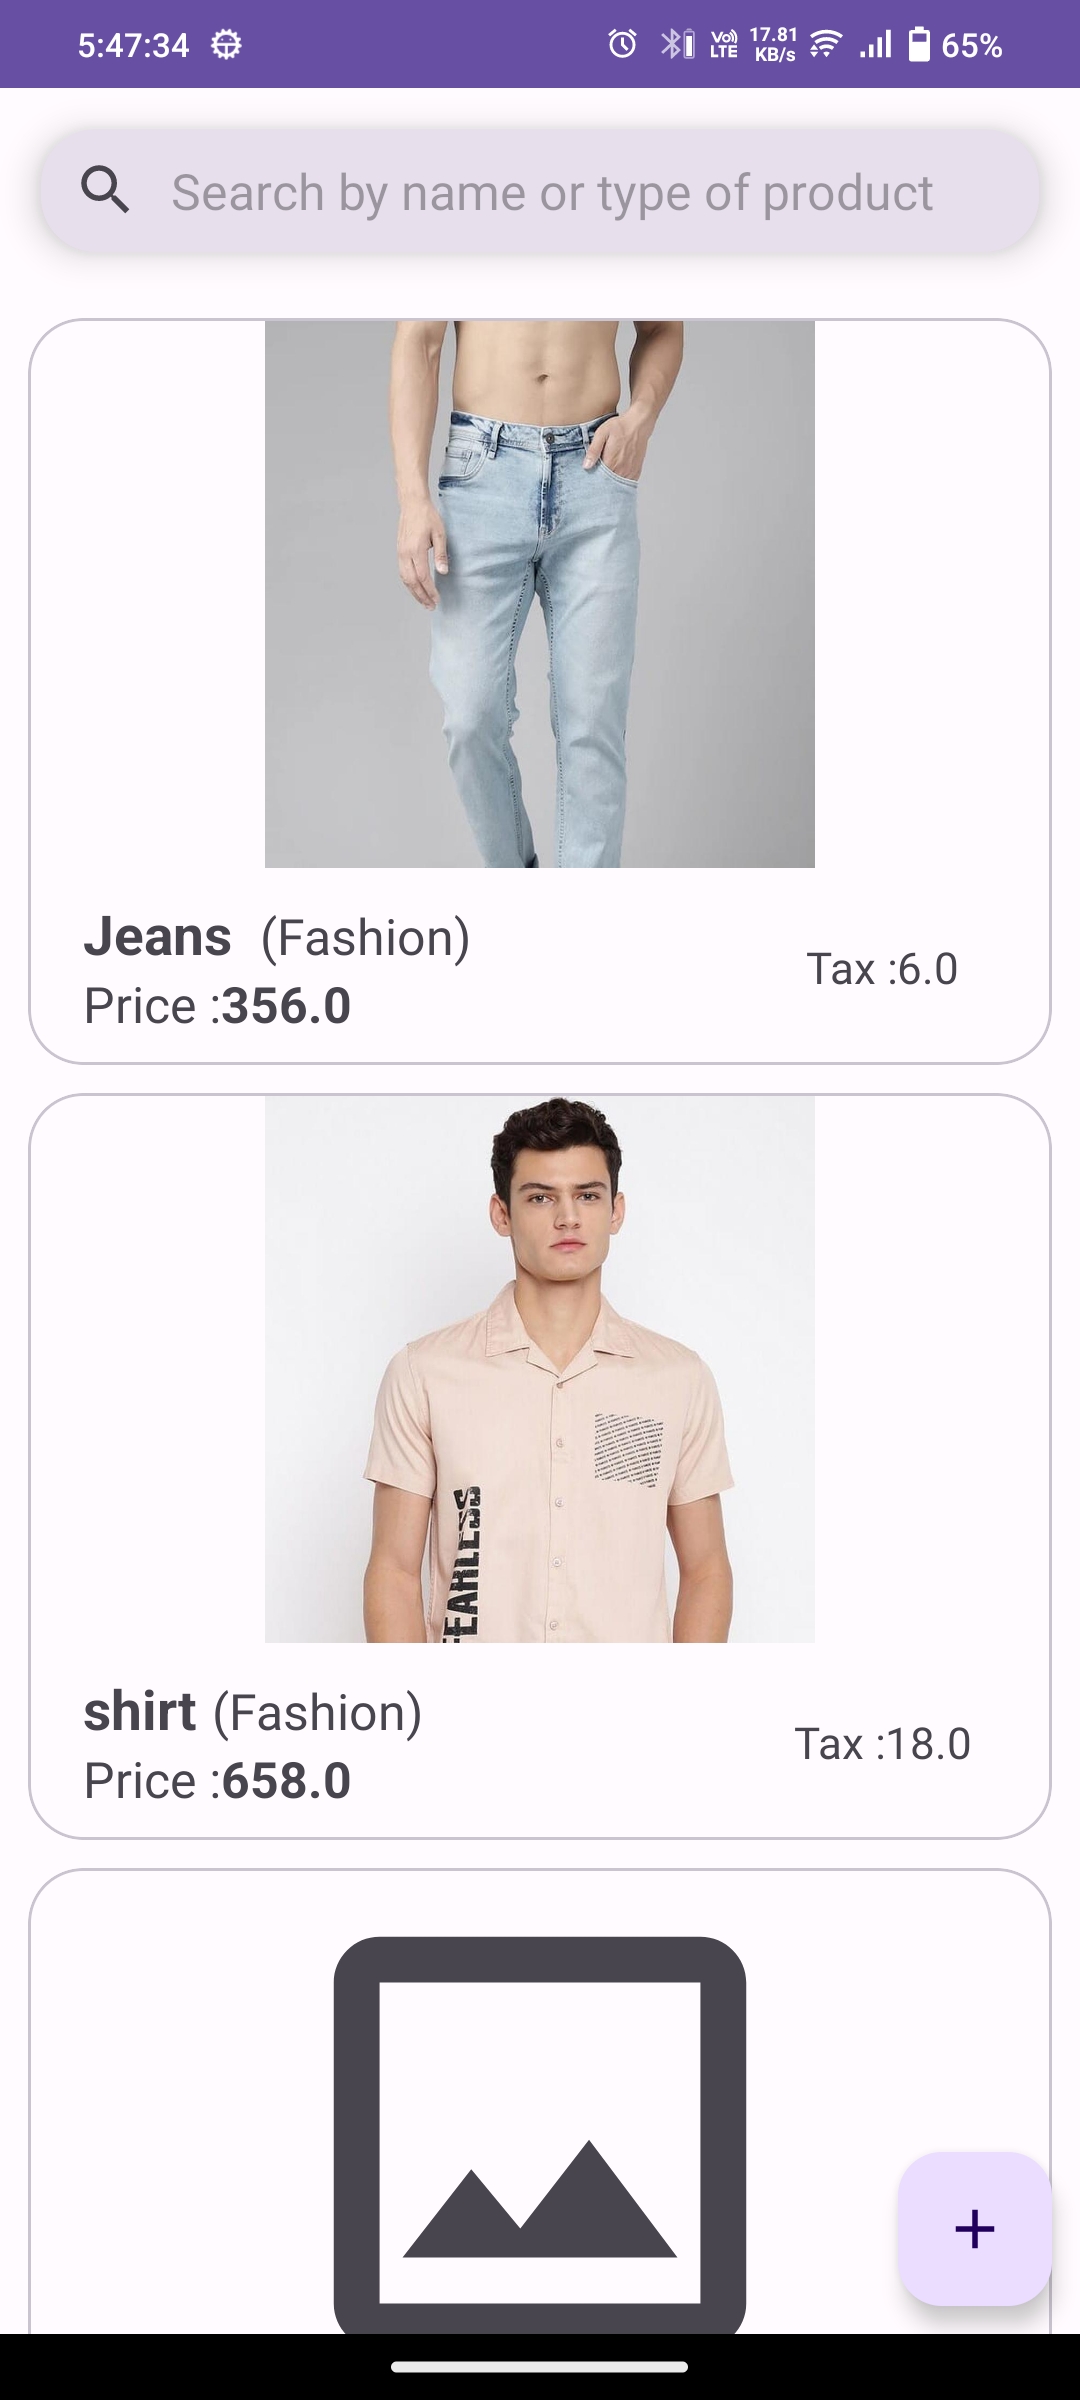 5:47:34
Vo) LTE 17.81 KB/s 65%
Search by name or type of product
Jeans (Fashion)
Tax :6.0
Price :356.0
FEARLESS
shirt (Fashion)
Tax :18.0
Price :658.0